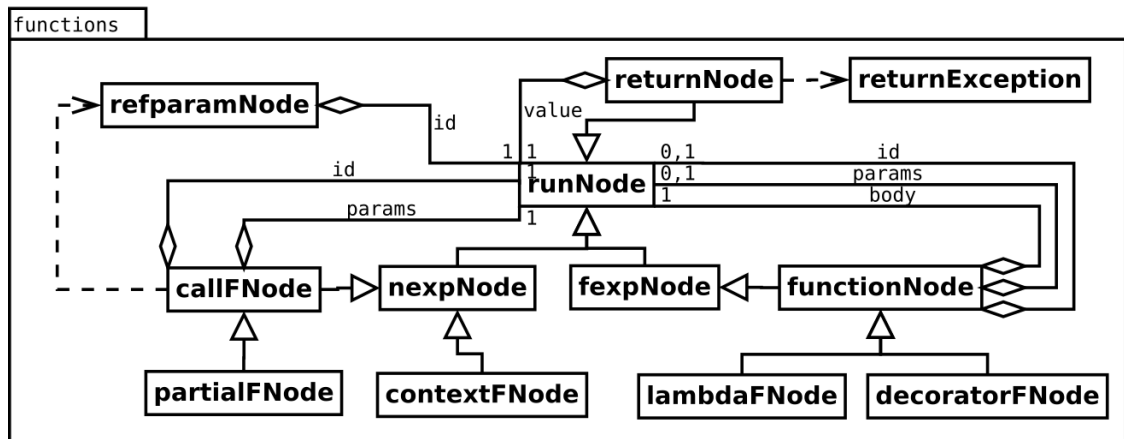 functions
returnNode
returnException
refparamNode
value
id
1 1
0,1 id
1
runNode
0,1 params
id
1 body
params
1
callFNode
nexpNode
fexpNode
functionNode
partialFNode
contextFNode
lambdaFNode
decoratorFNode